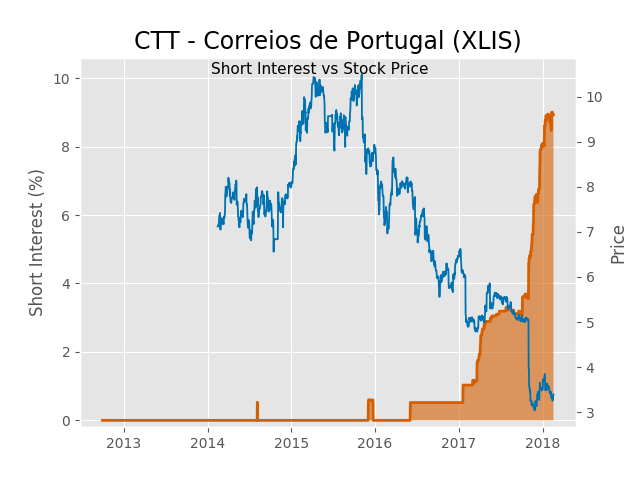 CTT - Correios de Portugal (XLIS)
Short Interest vs Stock Price
Short Interest (%)
10
8
6
4
2
0
Price
10
9
8
7
6
5
4
3
2013 2014 2015 2016 2017 2018